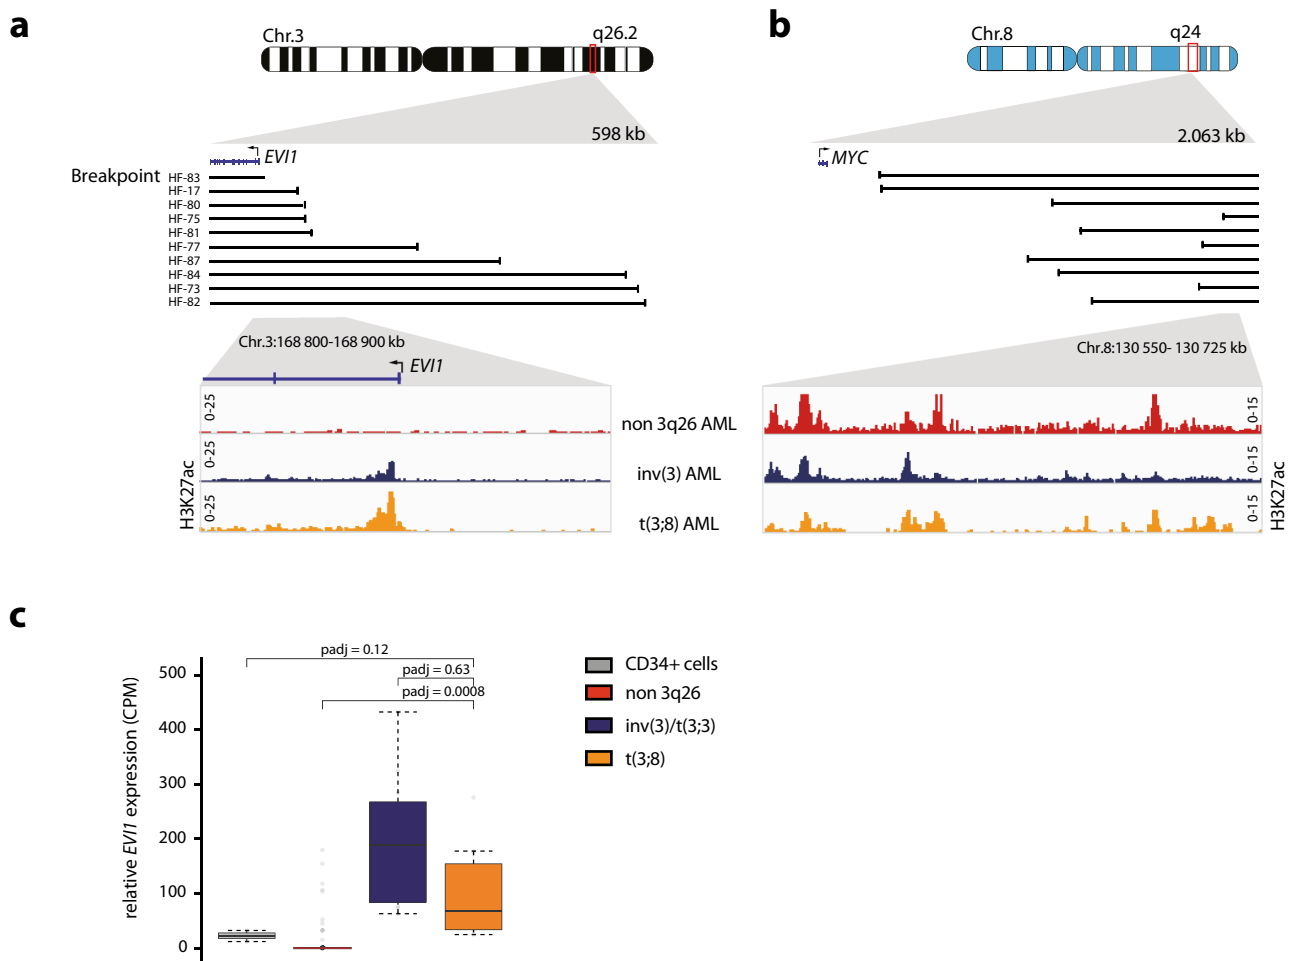 a
Chr.3
q26.2
598 kb
EVI1
Breakpoint
HF-83
HF-17
HF-80
HF-75
HF-81
HF-77
HF-87
HF-84
HF-73
HF-82
Chr.3:168 800-168 900 kb
EVI1
H3K27ac
0-25
0-25
0-25
non 3q26 AML
inv(3) AML
t(3;8) AML
b
Chr.8
q24
2.063 kb
MYC
Chr.8:130 550- 130 725 kb
0-15
0-15
0-15
H3K27ac
c
relative EVI1 expression (CPM)
500
400
300
200
100
0
padj = 0.12
padj = 0.63
padj = 0.0008
CD34+ cells
non 3q26
inv(3)/t(3;3)
t(3;8)